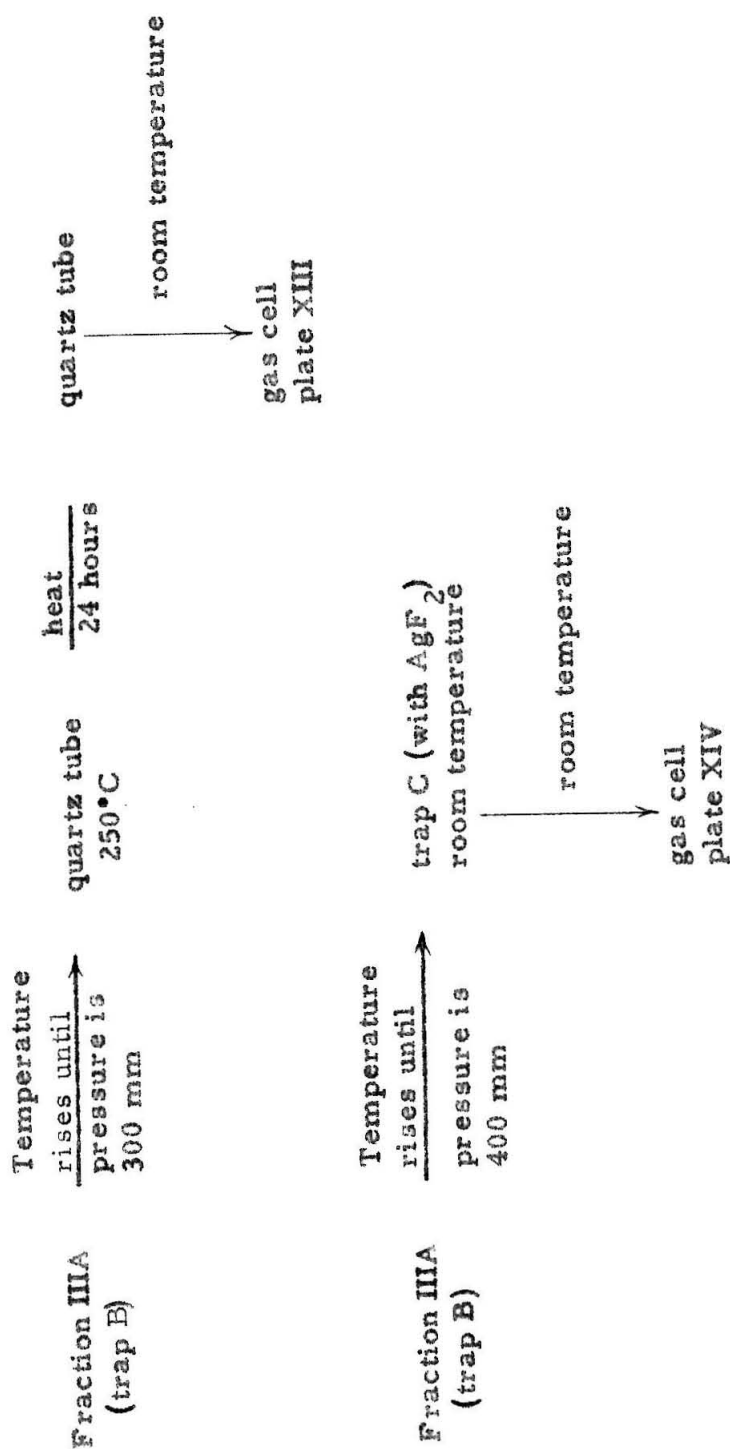 Fraction IIIA
(trap B)
Temperature
rises until
pressure is
300 mm
quartz tube
250°C
heat
24 hours
quartz tube
room temperature
gas cell
plate XIII
Fraction IIIA
(trap B)
Temperature
rises until
pressure is
400 mm
trap C (with AgF2)
room temperature
room temperature
gas cell
plate XIV